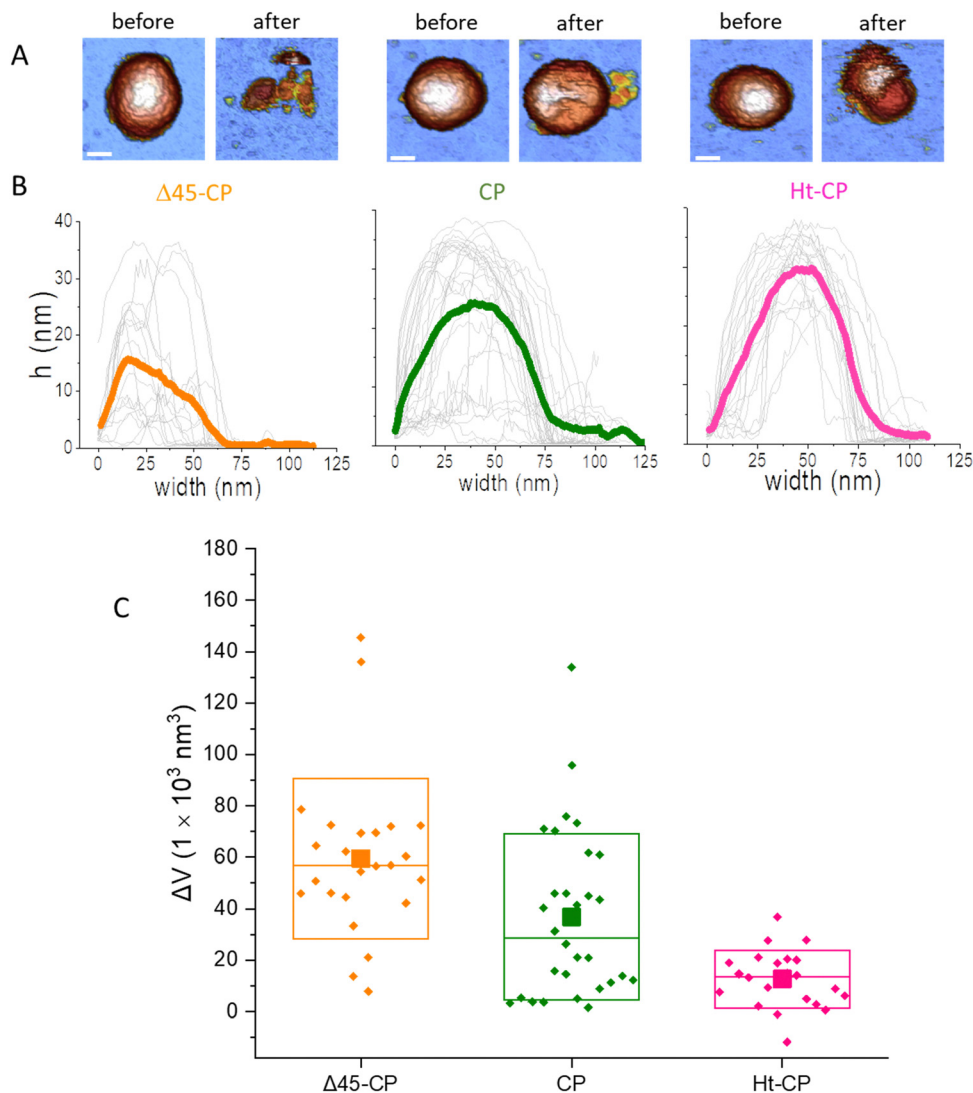 before after before after before after
A
B
Δ45-CP CP Ht-CP
40
30
20
10
0
h (nm)
0 25 50 75 100 125
width (nm)
0 25 50 75 100 125
width (nm)
0 25 50 75 100 125
width (nm)
C
180
160
140
120
100
80
60
40
20
0
ΔV (1 × 10³ nm³)
Δ45-CP CP Ht-CP